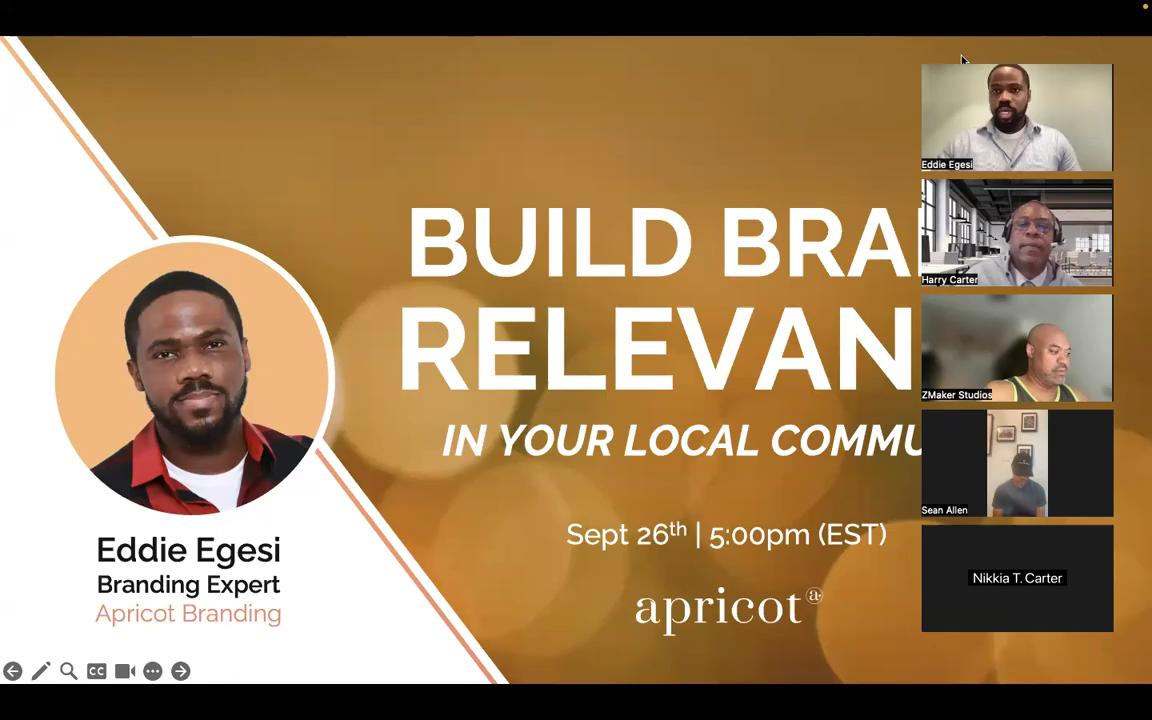 BUILD BRA
RELEVAN
IN YOUR LOCAL COMMU
Sept 26th | 5:00pm (EST)
apricot a
Eddie Egesi
Branding Expert
Apricot Branding
CC
Eddie Egesi
Harry Carter
ZMaker Studios
Sean Allen
Nikkia T. Carter